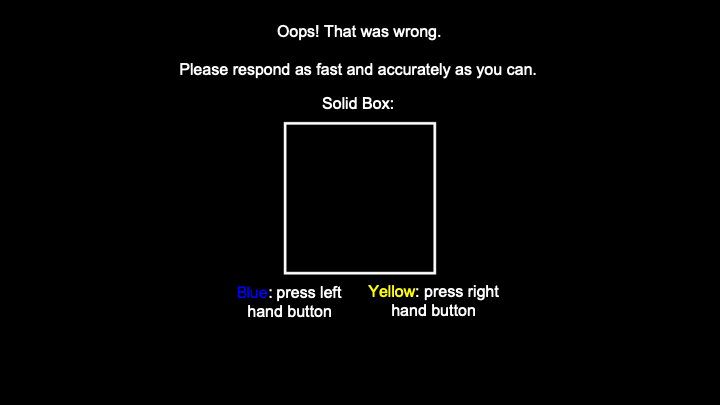 Oops! That was wrong.
Please respond as fast and accurately as you can.
Solid Box:
Blue: press left
hand button
Yellow: press right
hand button